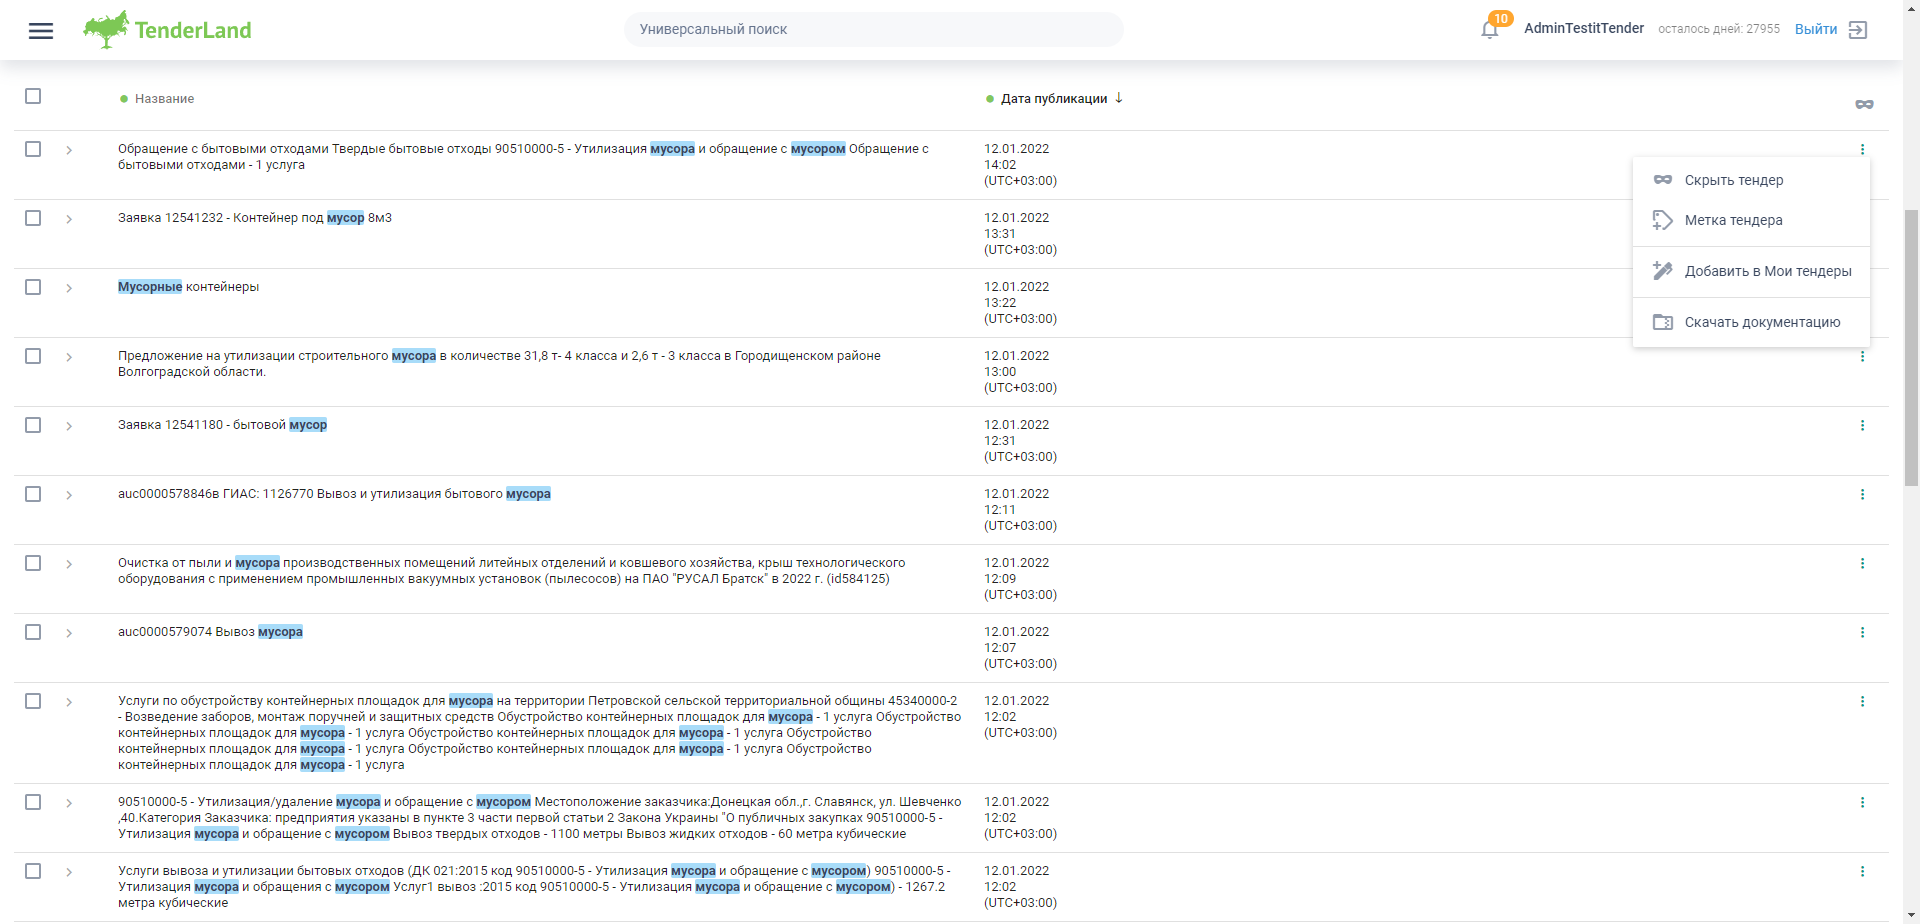 TenderLand
Универсальный поиск
10
AdminTestitTender
осталось дней: 27955
Выйти
Название
Дата публикации
Обращение с бытовыми отходами Твердые бытовые отходы 90510000-5 - Утилизация мусора и обращение с мусором Обращение с
бытовыми отходами - 1 услуга
12.01.2022
14:02
(UTC+03:00)
Скрыть тендер
Метка тендера
Добавить в Мои тендеры
Скачать документацию
Заявка 12541232 - Контейнер под мусор 8м3
12.01.2022
13:31
(UTC+03:00)
Мусорные контейнеры
12.01.2022
13:22
(UTC+03:00)
Предложение на утилизации строительного мусора в количестве 31,8 т- 4 класса и 2,6 т - 3 класса в Городищенском районе
Волгоградской области.
12.01.2022
13:00
(UTC+03:00)
Заявка 12541180 - бытовой мусор
12.01.2022
12:31
(UTC+03:00)
auc0000578846в ГИАС: 1126770 Вывоз и утилизация бытового мусора
12.01.2022
12:11
(UTC+03:00)
Очистка от пыли и мусора производственных помещений литейных отделений и ковшевого хозяйства, крыш технологического
оборудования с применением промышленных вакуумных установок (пылесосов) на ПАО "РУСАЛ Братск" в 2022 г. (id584125)
12.01.2022
12:09
(UTC+03:00)
auc0000579074 Вывоз мусора
12.01.2022
12:07
(UTC+03:00)
Услуги по обустройству контейнерных площадок для мусора на территории Петровской сельской территориальной общины 45340000-2
- Возведение заборов, монтаж поручней и защитных средств Обустройство контейнерных площадок для мусора - 1 услуга Обустройство
контейнерных площадок для мусора - 1 услуга Обустройство контейнерных площадок для мусора - 1 услуга Обустройство
контейнерных площадок для мусора - 1 услуга Обустройство контейнерных площадок для мусора - 1 услуга Обустройство
контейнерных площадок для мусора - 1 услуга
12.01.2022
12:02
(UTC+03:00)
90510000-5 - Утилизация/удаление мусора и обращение с мусором Местоположение заказчика:Донецкая обл.,г. Славянск, ул. Шевченко
,40.Категория Заказчика: предприятия указаны в пункте 3 части первой статьи 2 Закона Украины "О публичных закупках 90510000-5 -
Утилизация мусора и обращение с мусором Вывоз твердых отходов - 1100 метры Вывоз жидких отходов - 60 метра кубические
12.01.2022
12:02
(UTC+03:00)
Услуги вывоза и утилизации бытовых отходов (ДК 021:2015 код 90510000-5 - Утилизация мусора и обращение с мусором) 90510000-5 -
Утилизация мусора и обращения с мусором Услуг1 вывоз :2015 код 90510000-5 - Утилизация мусора и обращение с мусором) - 1267.2
метра кубические
12.01.2022
12:02
(UTC+03:00)